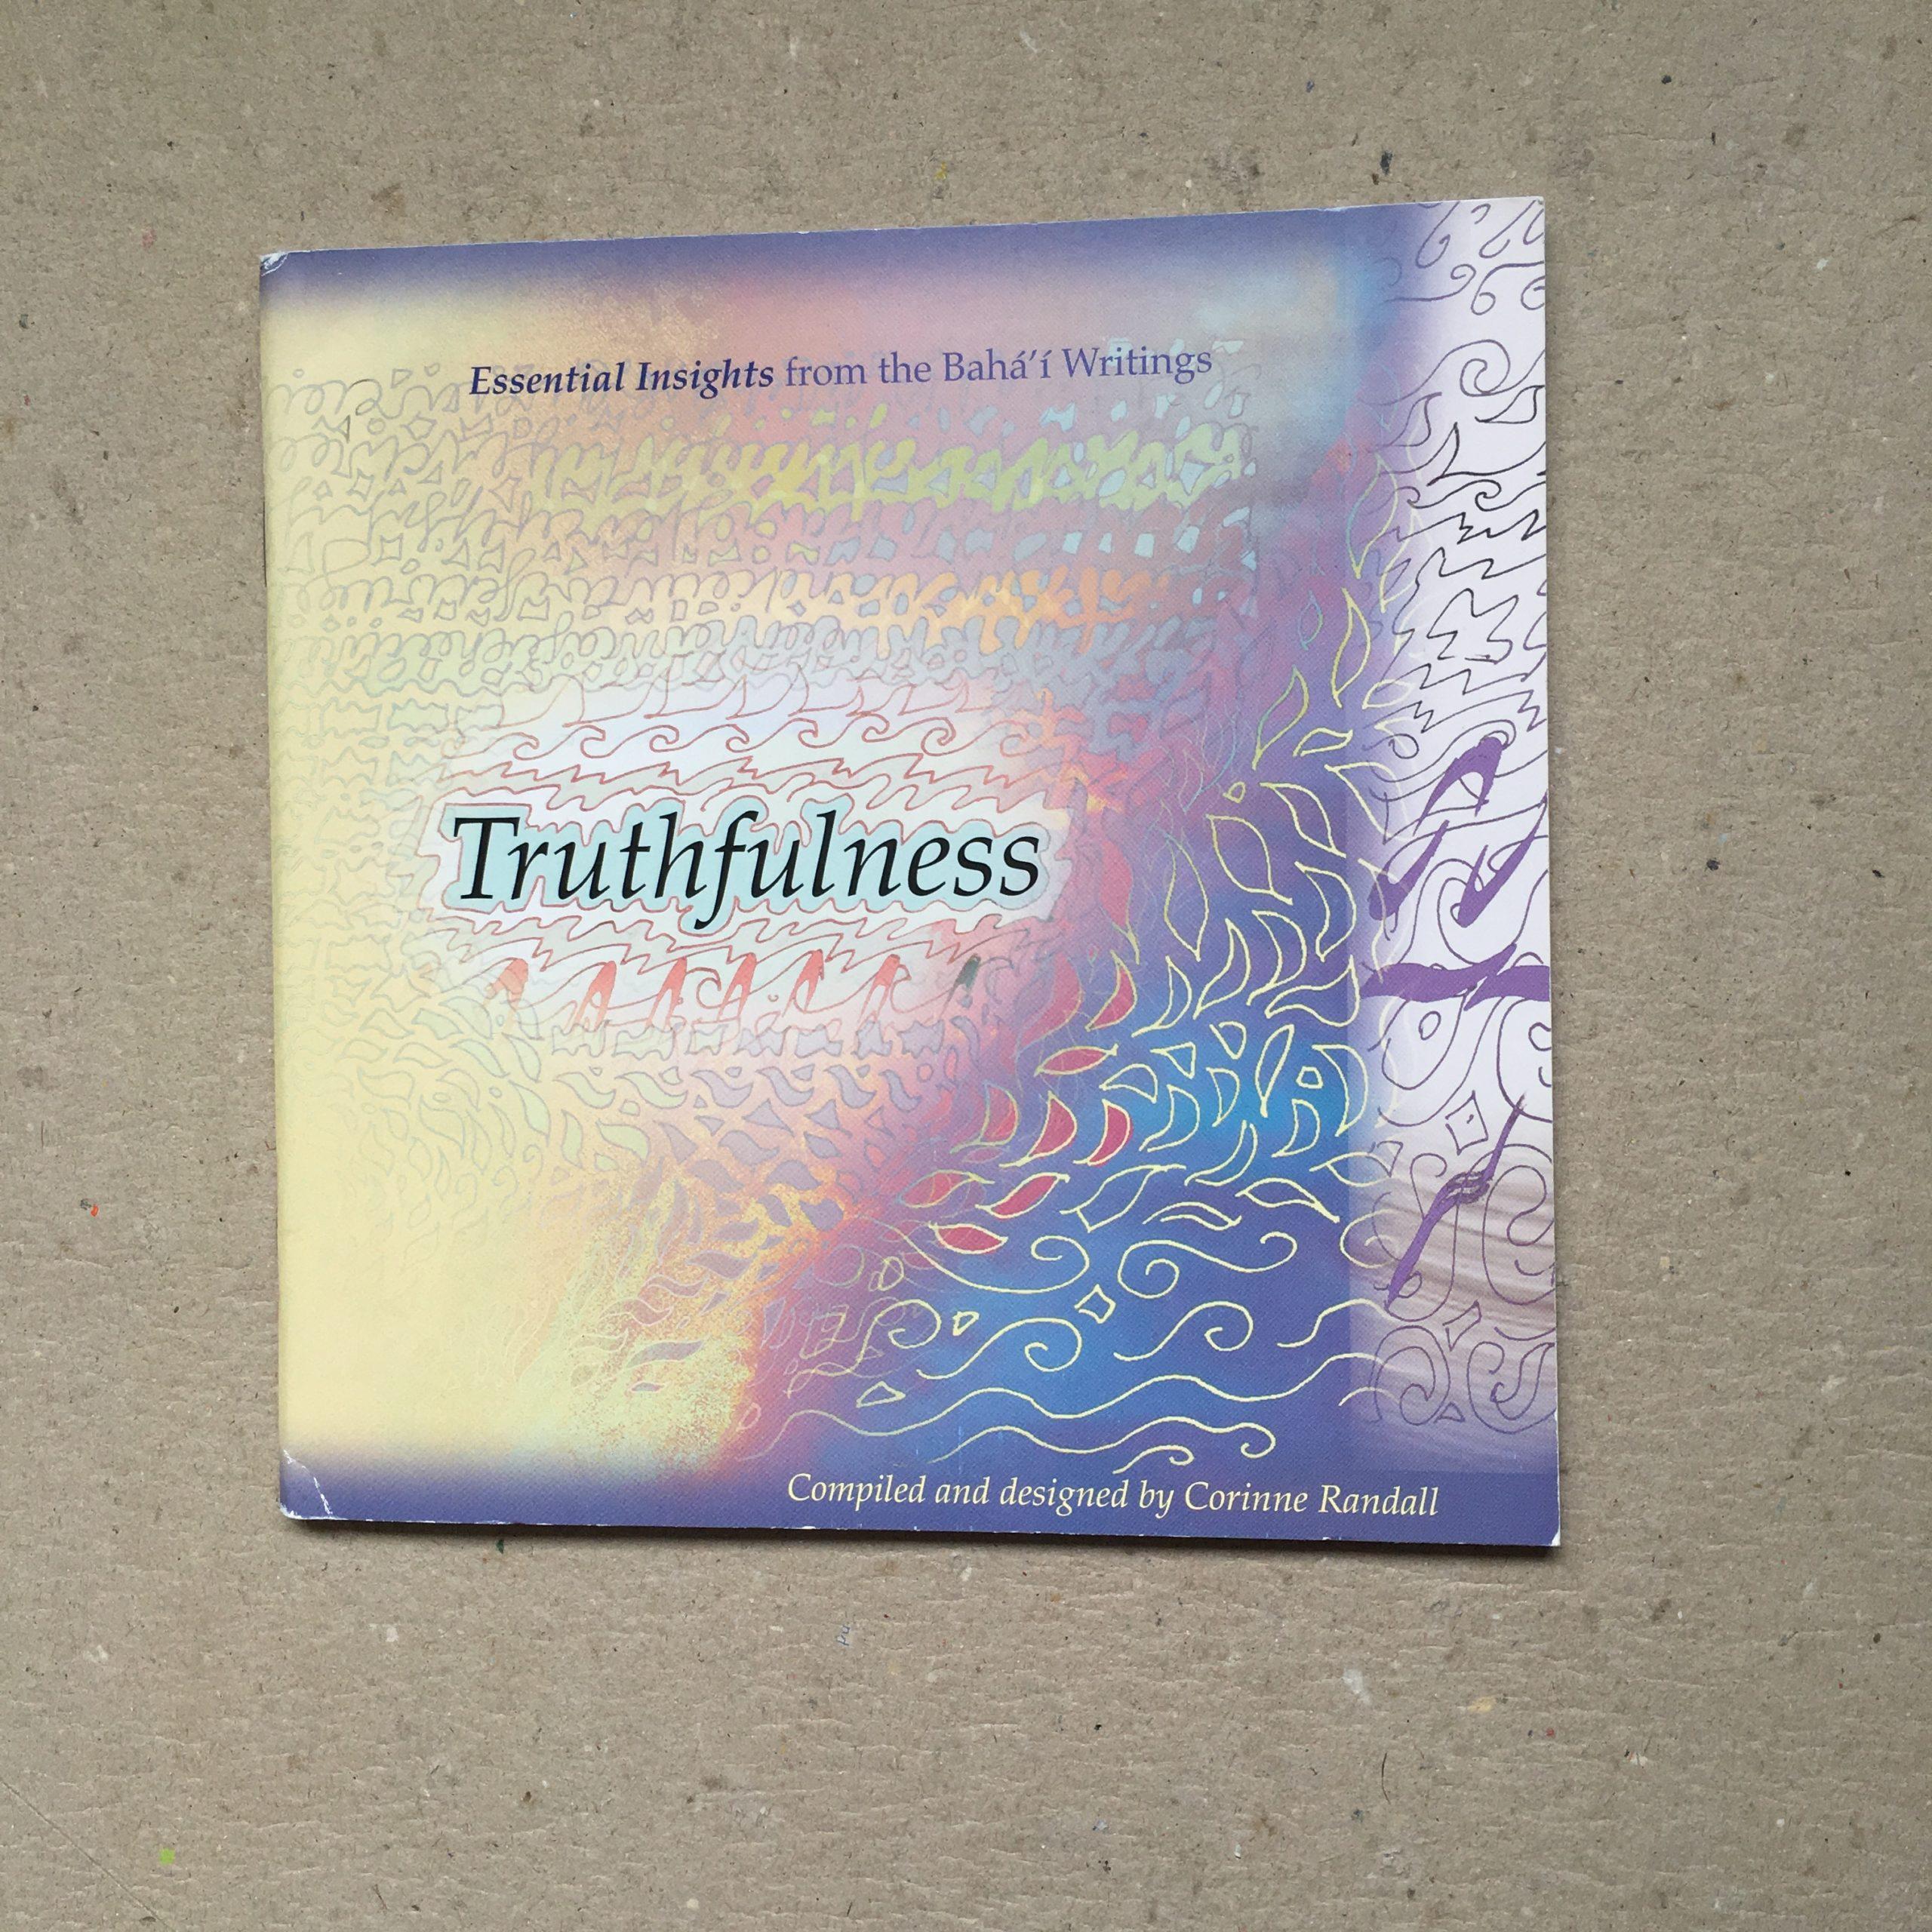 Essential Insights from the Bahá'í Writings
Truthfulness
Compiled and designed by Corinne Randall